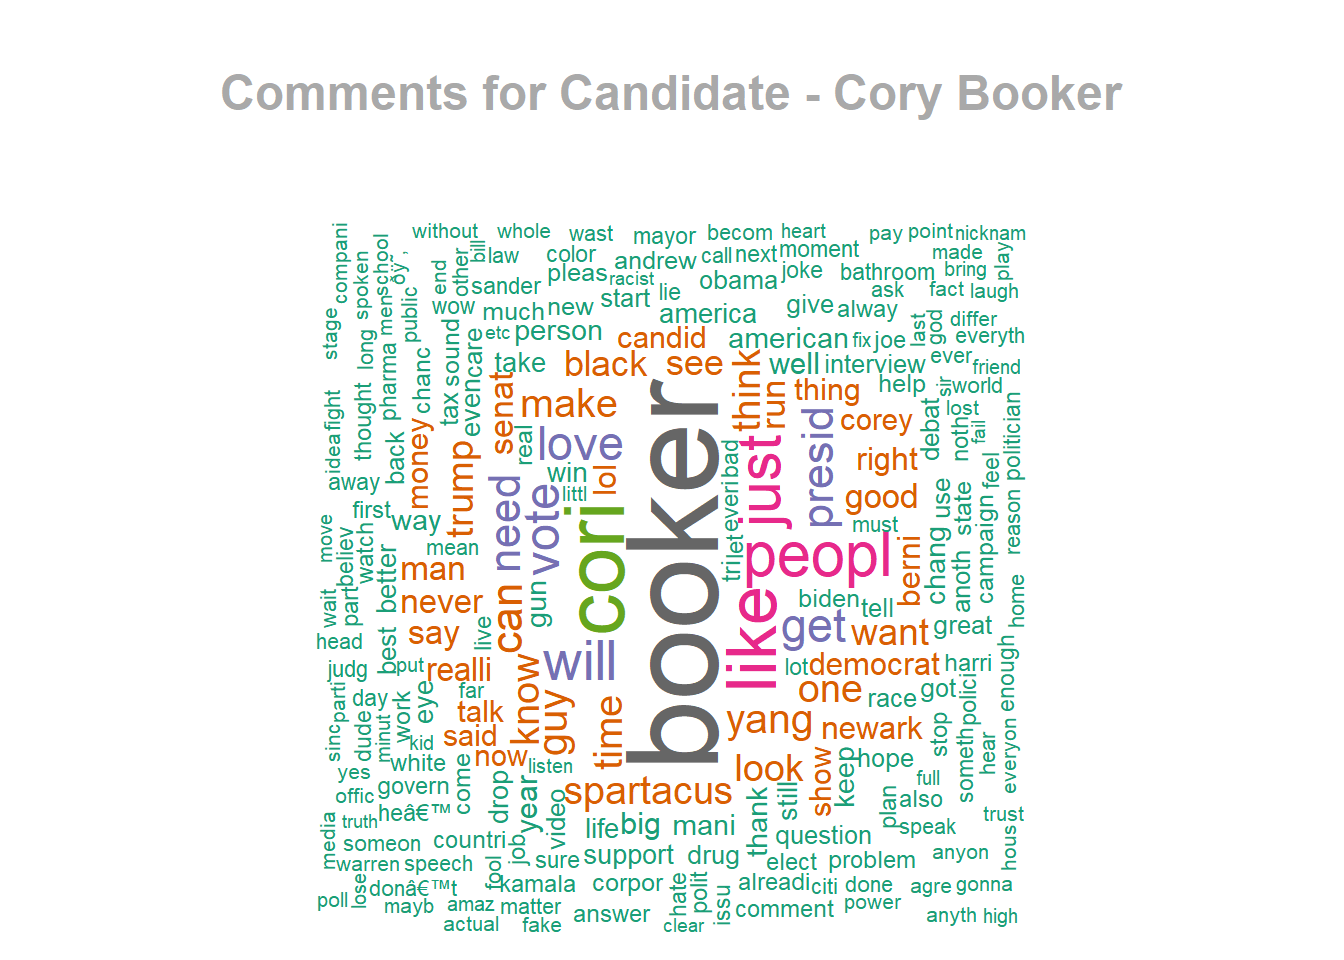 Comments for Candidate - Cory Booker
without whole wast mayor becom heart pay point nicknam
compani spoken school ðÿ˜‚ bill law color andrew call next moment made bring play
public end other sander pleas racist obama joke bathroom ask fact laugh
stage long men wow much new start lie america give alway last god differ everyth
etc person candid american fix joe ever friend
pharma chanc tax sound evencare take black see well interview help sir world
idea fight thought back money senat make think run thing corey debat noth lost fail politician
away trump real love booker just presid right feel
win lol littl bad everi good
first way need vote cori let tri must state use reason
move believ watch mean peopl berni chang anoth campaign
wait part better man can gun like biden tell home
head best never say live will get want great
judg put realli know lot democrat harri enough
parti day work eye far talk guy time one race got polici
sinc dude minut kid said now yang newark stop someth hear everyon
yes white come listen look show keep hope full
offic govern drop year spartacus still plan also trust
truth heâ€™ video life big mani thank question speak hous
media someon countri job sure support drug elect problem anyon
warren speech fool kamala corpor hate polit issu alreadi citi done agre gonna
poll lose donâ€™t mayb amaz matter answer comment power anyth high
actual fake clear